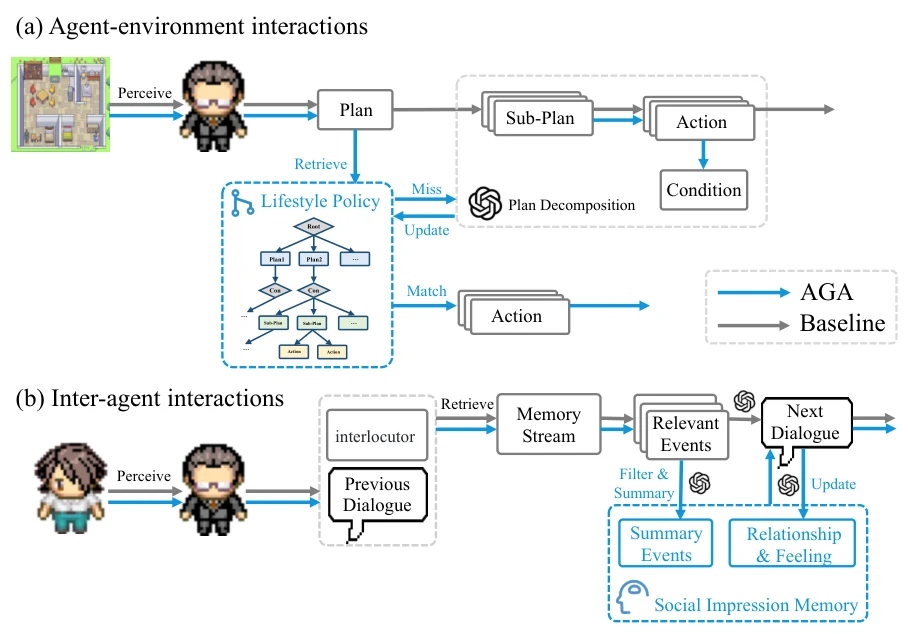 (a) Agent-environment interactions
Perceive
Plan
Sub-Plan
Action
Condition
Retrieve
Plan Decomposition
Lifestyle Policy
Miss
Update
Root
Plan1
Plan2
...
Con
Con
...
Sub-Plan
Sub-Plan
...
...
Action
Action
Match
Action
AGA
Baseline
(b) Inter-agent interactions
Perceive
interlocutor
Previous
Dialogue
Retrieve
Memory
Stream
Relevant
Events
Next
Dialogue
Filter &
Summary
Update
Summary
Events
Relationship
& Feeling
Social Impression Memory